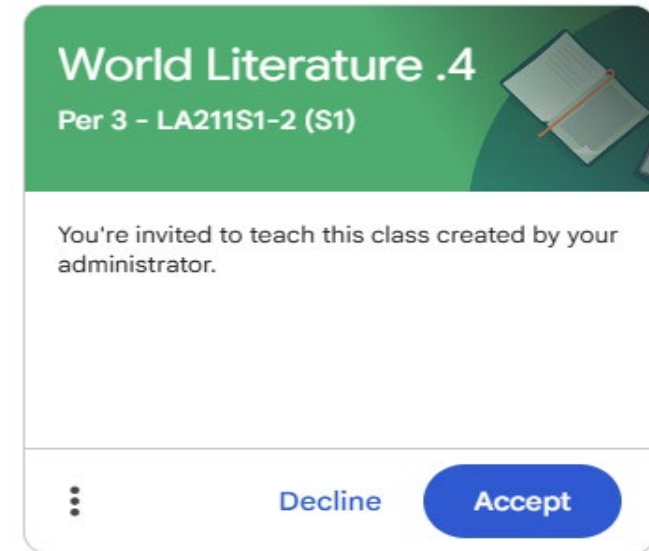 World Literature .4
Per 3 - LA211S1-2 (S1)
You're invited to teach this class created by your
administrator.
Decline
Accept